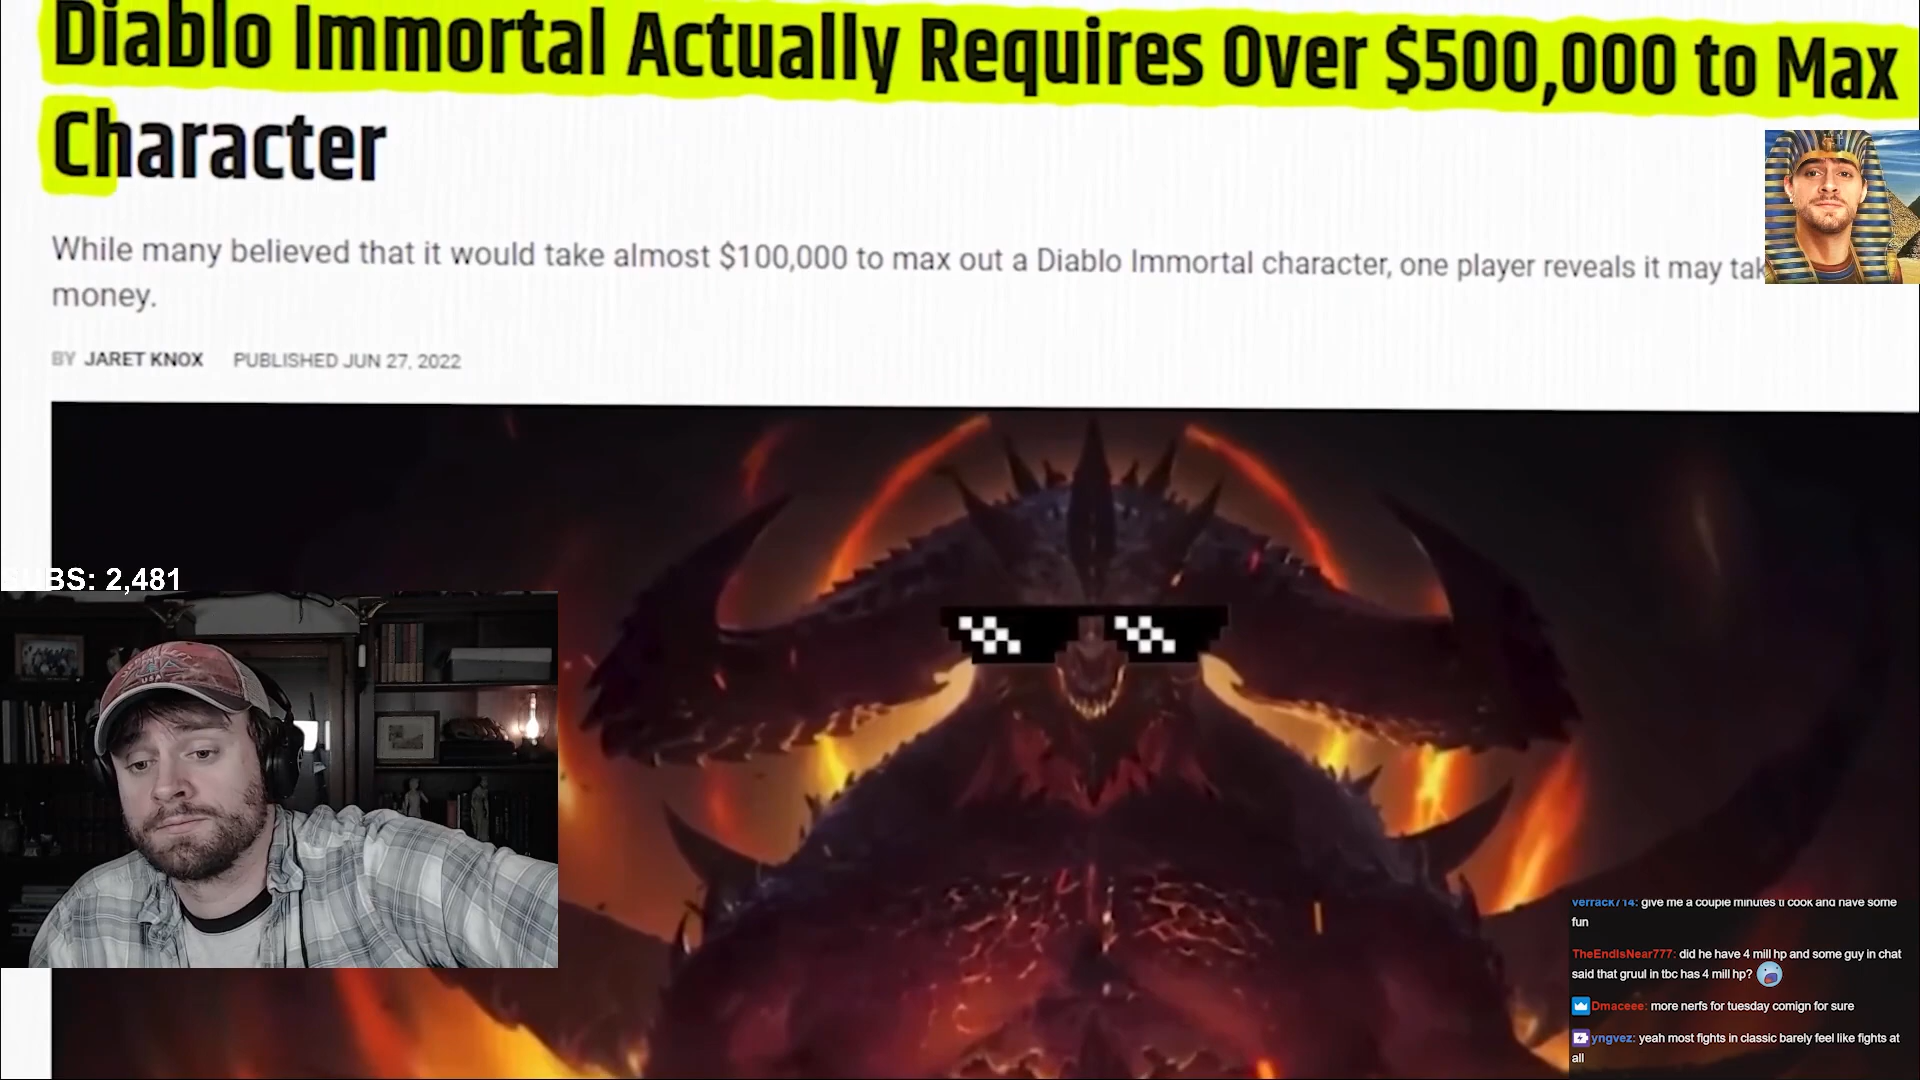 Diablo Immortal Actually Requires Over $500,000 to Max
Character
While many believed that it would take almost $100,000 to max out a Diablo Immortal character, one player reveals it may
money.
BY JARET KNOX PUBLISHED JUN 27, 2022
SUBS: 2,481
verrack714: give me a couple minutes ti cook and have some
fun
TheEndIsNear777: did he have 4 mill hp and some guy in chat
said that gruul in tbc has 4 mill hp?
Dmaceee: more nerfs for tuesday comign for sure
yngvez: yeah most fights in classic barely feel like fights at
all